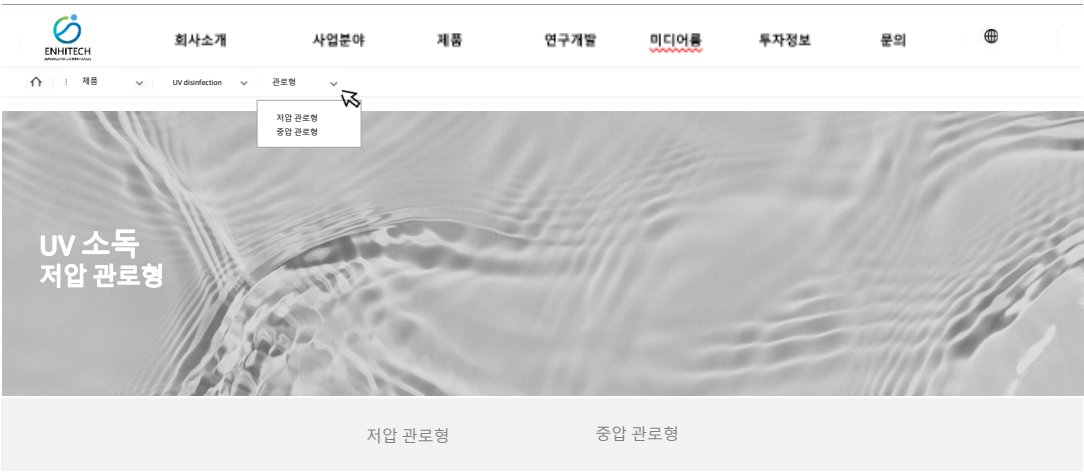 ENHITECH
회사소개
사업분야
제품
연구개발
미디어룸
투자정보
문의
제품
UV disinfection
관로형
저압 관로형
중압 관로형
UV 소독
저압 관로형
저압 관로형
중압 관로형